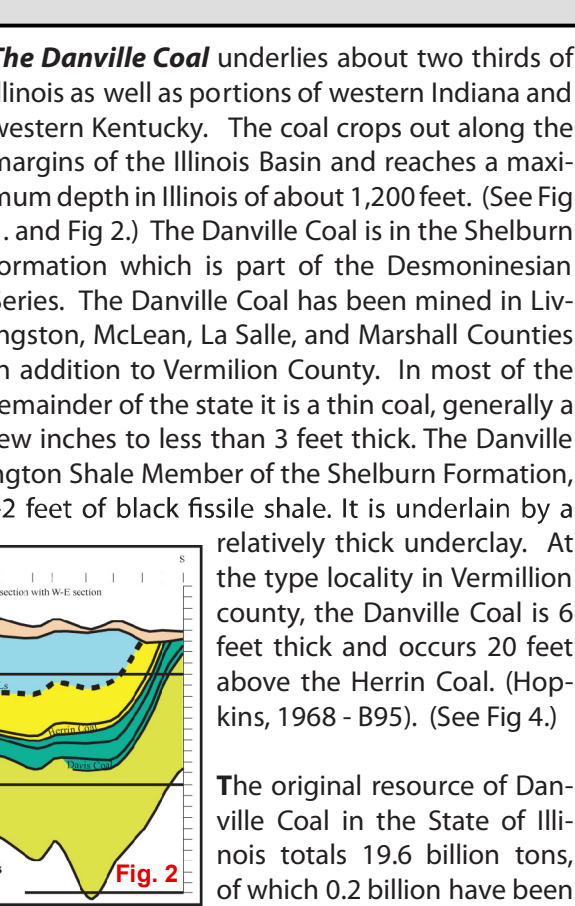 The Danville Coal underlies about two thirds of
llinois as well as portions of western Indiana and
western Kentucky. The coal crops out along the
margins of the Illinois Basin and reaches a maxi-
mum depth in Illinois of about 1,200 feet. (See Fig
. and Fig 2.) The Danville Coal is in the Shelburn
ormation which is part of the Desmoninesian
Series. The Danville Coal has been mined in Liv-
ngston, McLean, La Salle, and Marshall Counties
n addition to Vermilion County. In most of the
remainder of the state it is a thin coal, generally a
ew inches to less than 3 feet thick. The Danville
ngton Shale Member of the Shelburn Formation,
-2 feet of black fissile shale. It is underlain by a
relatively thick underclay. At
the type locality in Vermillion
county, the Danville Coal is 6
feet thick and occurs 20 feet
above the Herrin Coal. (Hop-
kins, 1968 - B95). (See Fig 4.)
The original resource of Dan-
ville Coal in the State of Illi-
nois totals 19.6 billion tons,
of which 0.2 billion have been
S
section with W-E section
Herrin Coal
Davis Coal
Fig. 2